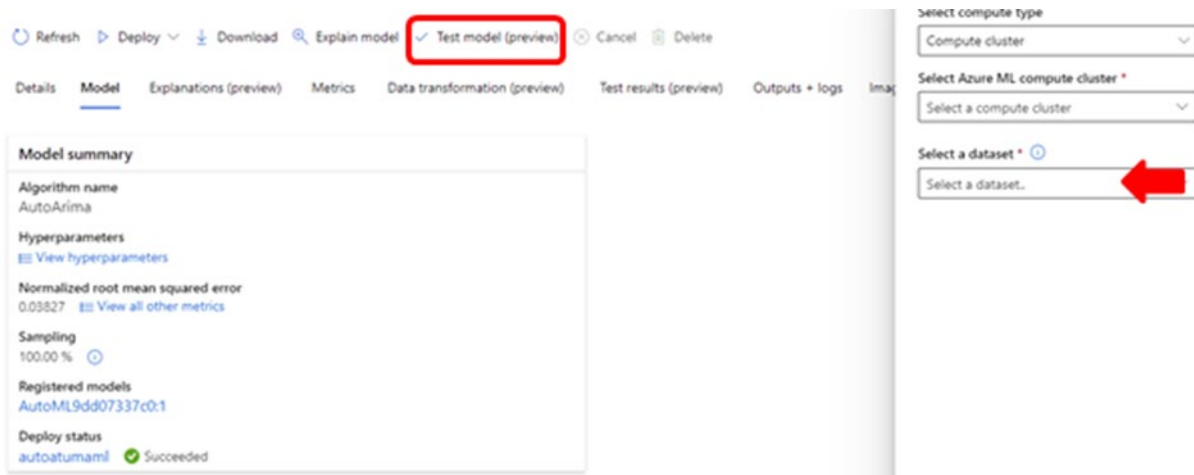 Refresh Deploy Download Explain model Test model (preview) Cancel Delete
Details Model Explanations (preview) Metrics Data transformation (preview) Test results (preview) Outputs + logs
Model summary
Algorithm name
AutoArima
Hyperparameters
View hyperparameters
Normalized root mean squared error
0.03827 View all other metrics
Sampling
100.00 %
Registered models
AutoML9dd07337c0:1
Deploy status
autoatumaml Succeeded
Select compute type
Compute cluster
Select Azure ML compute cluster *
Select a compute cluster
Select a dataset *
Select a dataset..